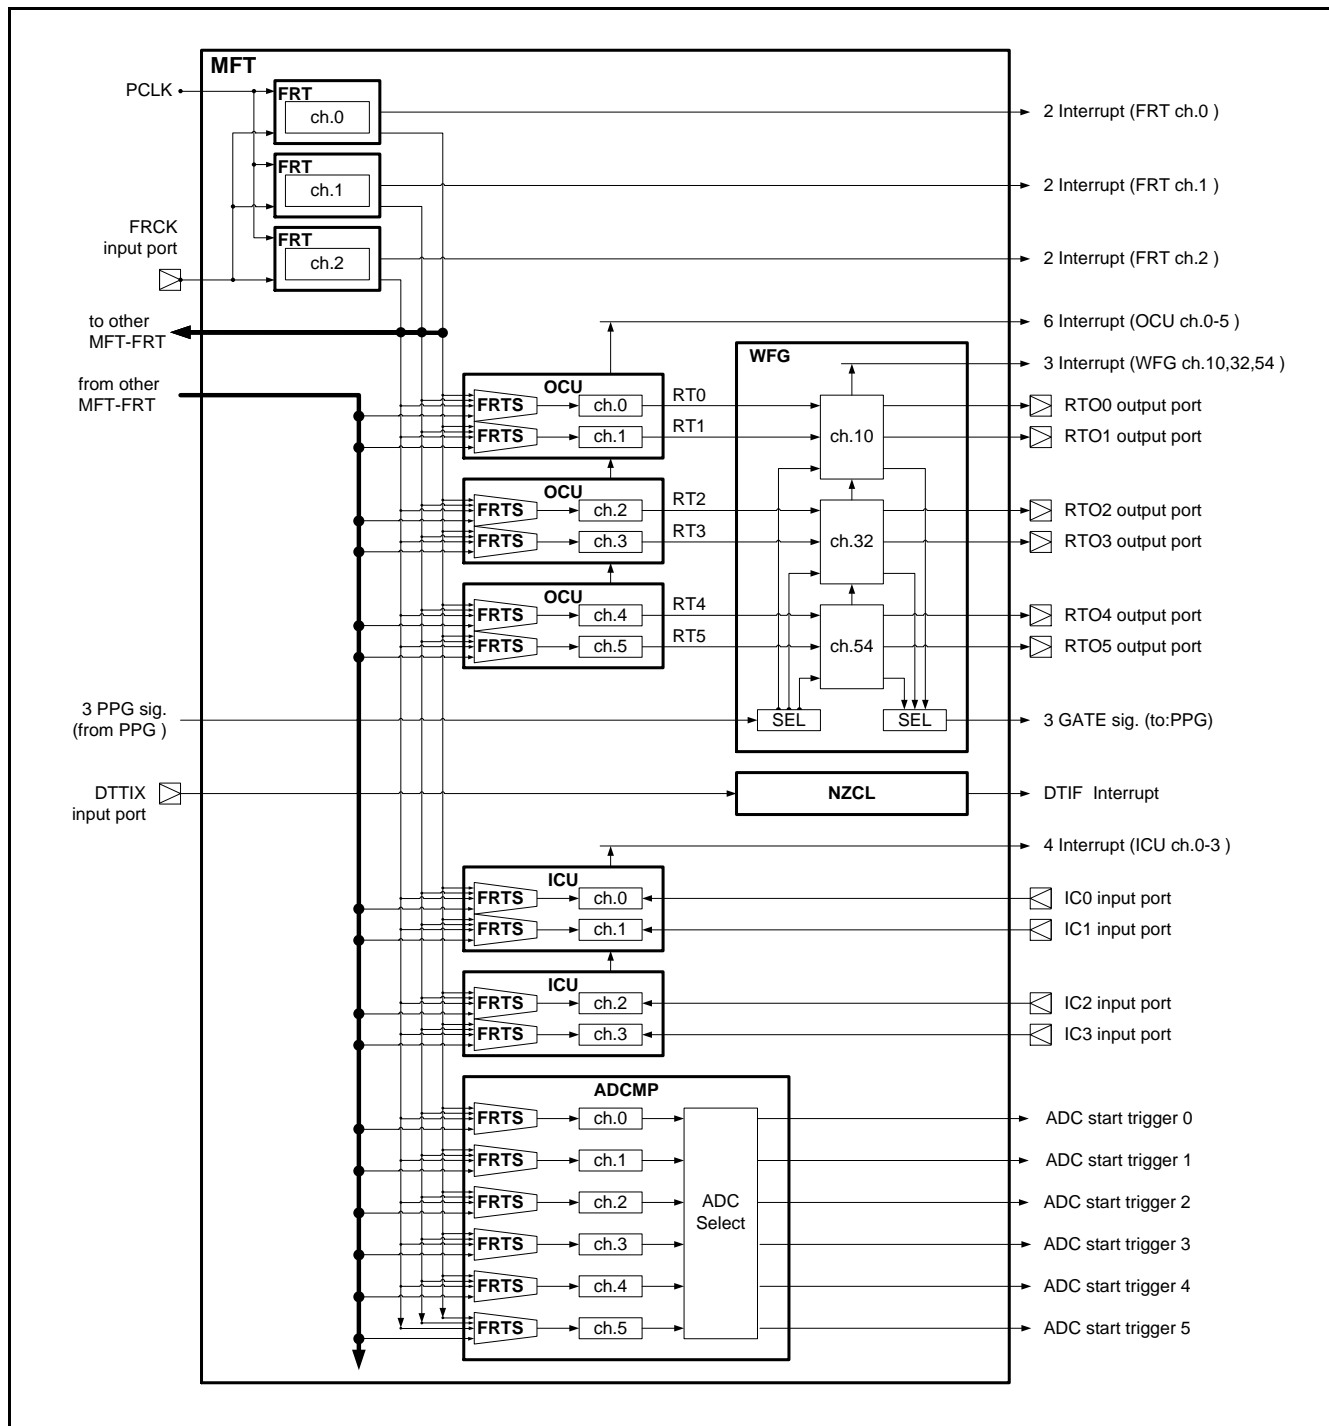 MFT
PCLK
FRT
ch.0
2 Interrupt (FRT ch.0 )
FRT
ch.1
2 Interrupt (FRT ch.1 )
FRCK
input port
FRT
ch.2
2 Interrupt (FRT ch.2 )
to other
MFT-FRT
6 Interrupt (OCU ch.0-5 )
WFG
3 Interrupt (WFG ch.10,32,54 )
from other
MFT-FRT
OCU
FRTS
ch.0
RT0
RTO0 output port
FRTS
ch.1
RT1
ch.10
RTO1 output port
OCU
FRTS
ch.2
RT2
RTO2 output port
FRTS
ch.3
RT3
ch.32
RTO3 output port
OCU
FRTS
ch.4
RT4
RTO4 output port
FRTS
ch.5
RT5
ch.54
RTO5 output port
3 PPG sig.
(from PPG )
SEL
SEL
3 GATE sig. (to:PPG)
DTTIX
input port
NZCL
DTIF Interrupt
4 Interrupt (ICU ch.0-3 )
ICU
FRTS
ch.0
IC0 input port
FRTS
ch.1
IC1 input port
ICU
FRTS
ch.2
IC2 input port
FRTS
ch.3
IC3 input port
ADCMP
FRTS
ch.0
ADC start trigger 0
FRTS
ch.1
ADC start trigger 1
FRTS
ch.2
ADC
Select
ADC start trigger 2
FRTS
ch.3
ADC start trigger 3
FRTS
ch.4
ADC start trigger 4
FRTS
ch.5
ADC start trigger 5